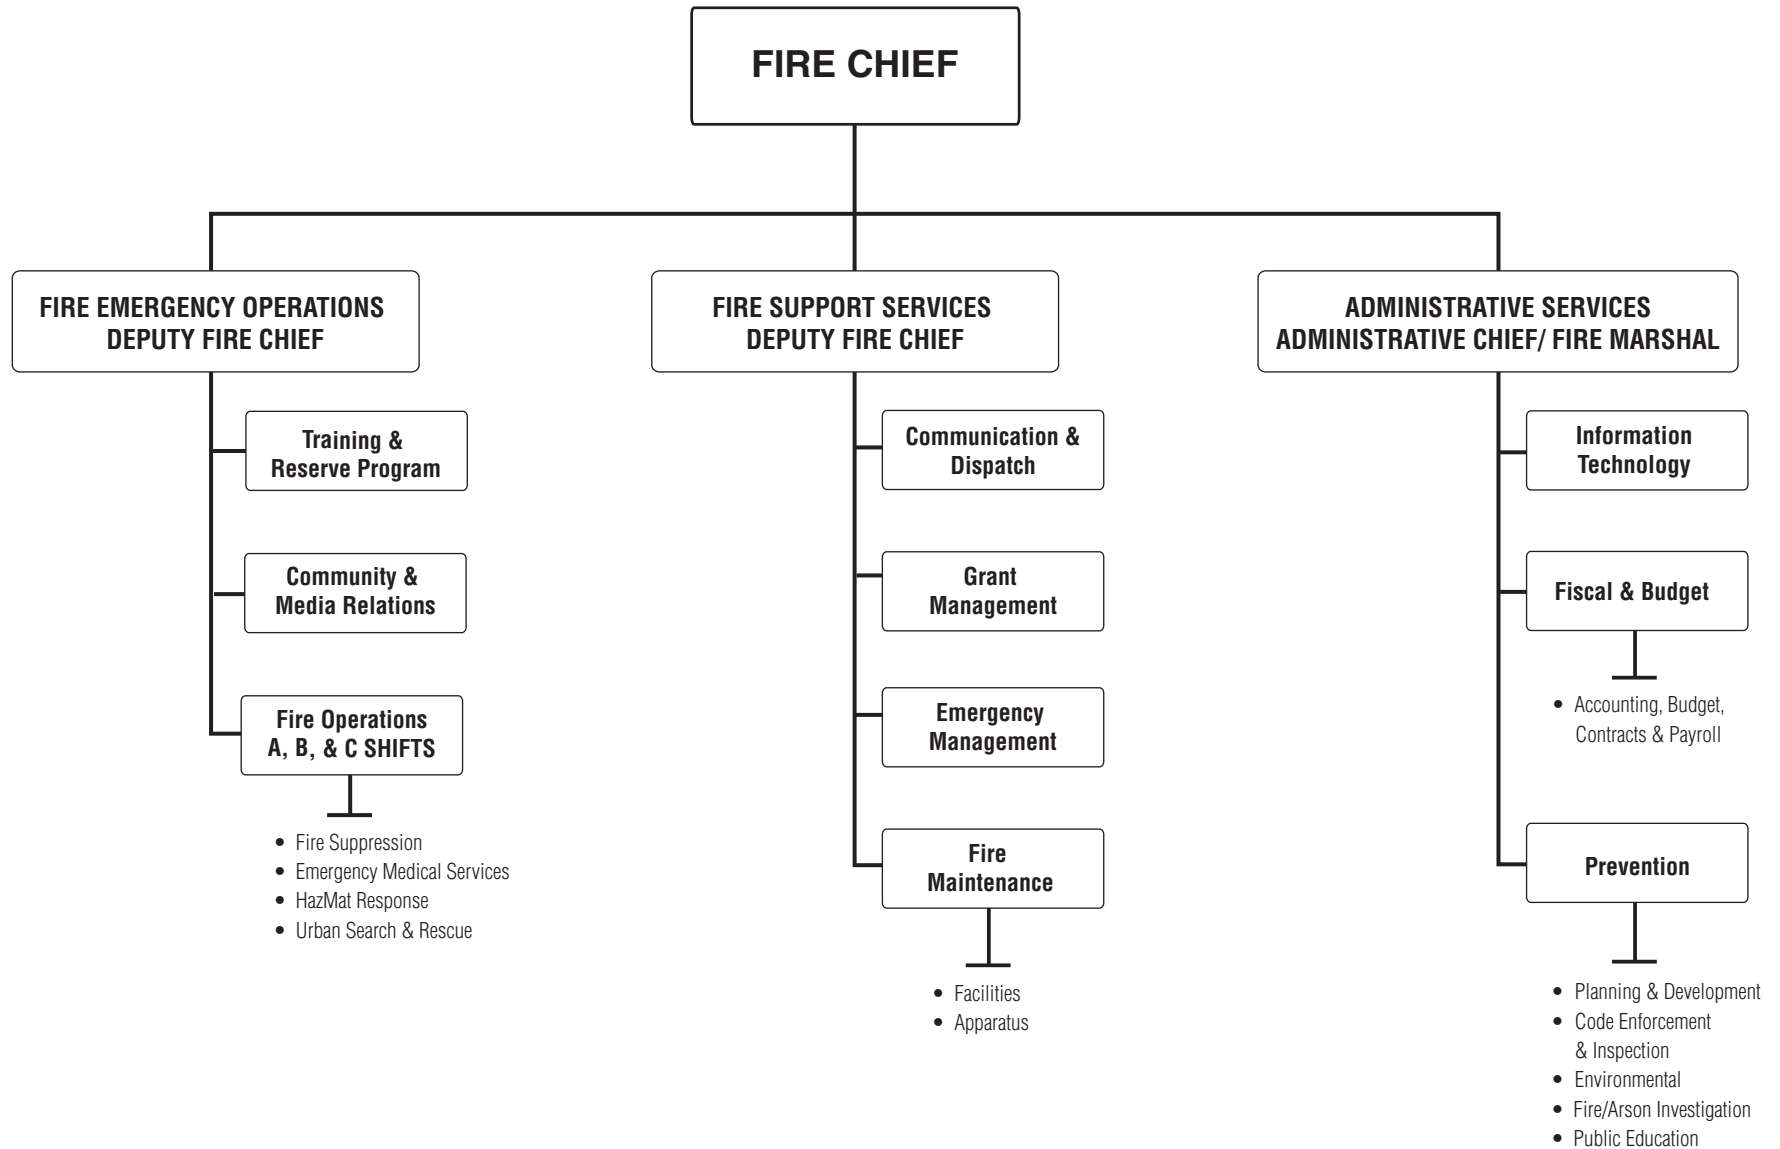 FIRE CHIEF
FIRE EMERGENCY OPERATIONS
DEPUTY FIRE CHIEF
Training &
Reserve Program
Community &
Media Relations
Fire Operations
A, B, & C SHIFTS
• Fire Suppression
• Emergency Medical Services
• HazMat Response
• Urban Search & Rescue
FIRE SUPPORT SERVICES
DEPUTY FIRE CHIEF
Communication &
Dispatch
Grant
Management
Emergency
Management
Fire
Maintenance
• Facilities
• Apparatus
ADMINISTRATIVE SERVICES
ADMINISTRATIVE CHIEF/ FIRE MARSHAL
Information
Technology
Fiscal & Budget
• Accounting, Budget,
Contracts & Payroll
Prevention
• Planning & Development
• Code Enforcement
& Inspection
• Environmental
• Fire/Arson Investigation
• Public Education